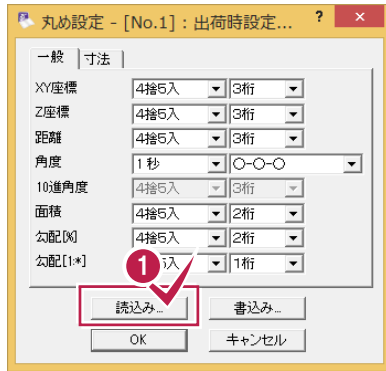 丸め設定 - [No.1] : 出荷時設定... ? ×
一般 寸法
XY座標 4捨5入 3桁
Z座標 4捨5入 3桁
距離 4捨5入 3桁
角度 1秒 ○-○-○
10進角度 4捨5入 3桁
面積 4捨5入 2桁
勾配[%] 4捨5入 2桁
勾配[1:*] 5入 1桁
1
読込み... 書込み...
OK キャンセル